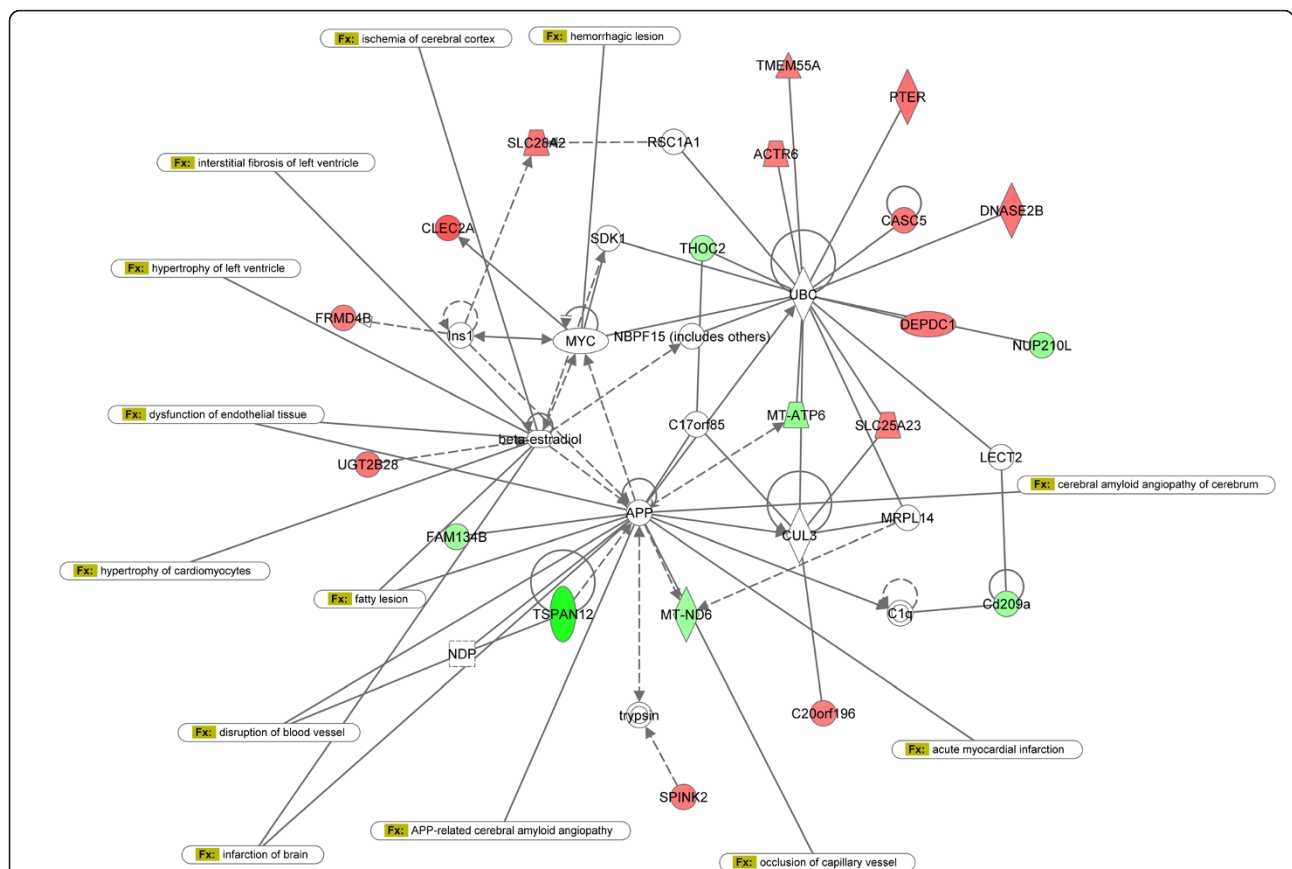 Fx: ischemia of cerebral cortex
Fx: hemorrhagic lesion
TMEM55A
PTER
SLC28A2
RSC1A1
ACTR6
Fx: interstitial fibrosis of left ventricle
CLEC2A
SDK1
THOC2
CASC5
DNASE2B
Fx: hypertrophy of left ventricle
UBC
FRMD4B
Ins1
MYC
NBPF15 (includes others)
DEPDC1
NUP210L
Fx: dysfunction of endothelial tissue
beta-estradiol
C17orf85
MT-ATP6
SLC25A23
UGT2B28
LECT2
Fx: cerebral amyloid angiopathy of cerebrum
APP
FAM134B
CUL3
MRPL14
Fx: hypertrophy of cardiomyocytes
Fx: fatty lesion
TSPAN12
MT-ND6
C1q
Cd209a
NDP
trypsin
C20orf196
Fx: disruption of blood vessel
Fx: acute myocardial infarction
SPINK2
Fx: APP-related cerebral amyloid angiopathy
Fx: infarction of brain
Fx: occlusion of capillary vessel